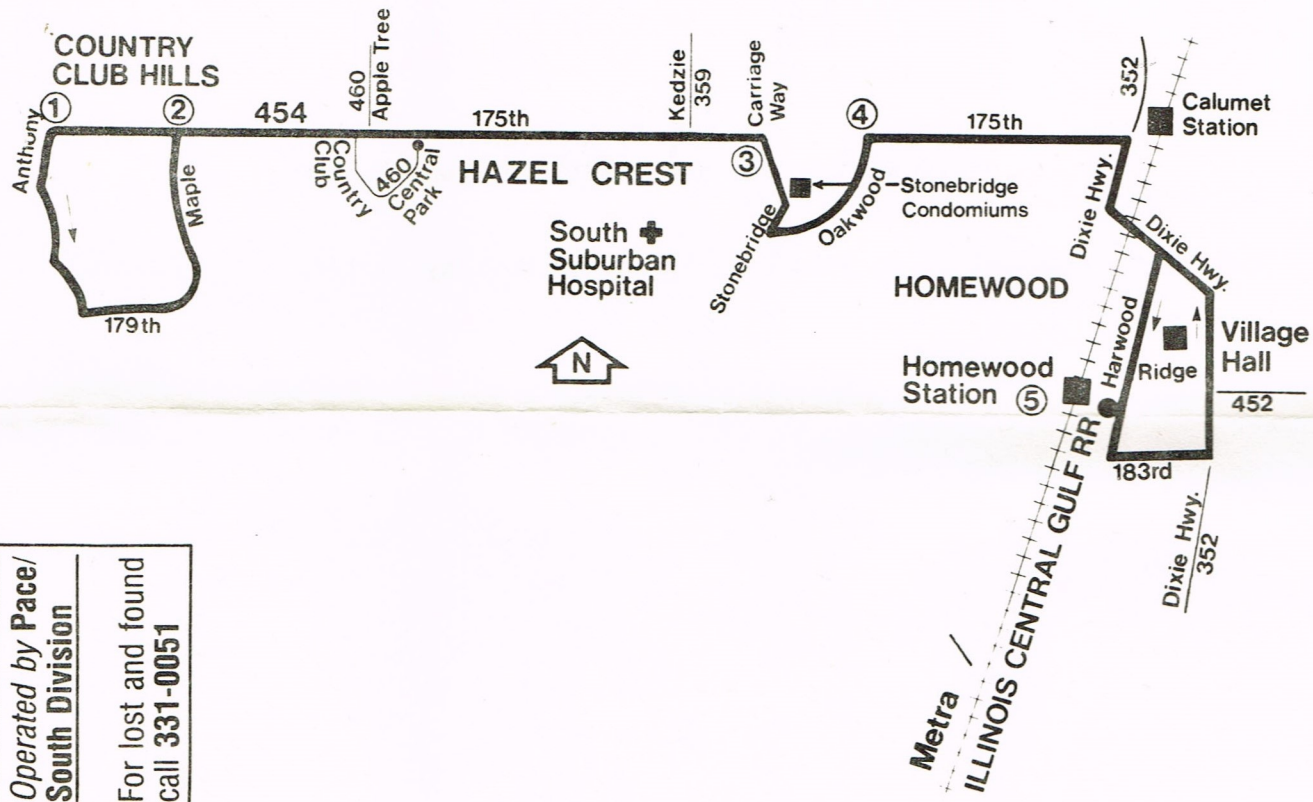 COUNTRY
CLUB HILLS
①
②
454
460
Apple Tree
175th
Kedzie
359
Carriage
Way
④
175th
352
Calumet
Station
Anthony
Maple
179th
Country
Club
460
Central
Park
HAZEL CREST
③
Stonebridge
Condomiums
Oakwood
Stonebridge
South
Suburban
Hospital
Dixie Hwy.
Dixie Hwy.
HOMEWOOD
N
Homewood
Station ⑤
Harwood
Ridge
Village
Hall
452
183rd
Dixie Hwy.
352
Metra /
ILLINOIS CENTRAL GULF RR
Operated by Pace/
South Division
For lost and found
call 331-0051